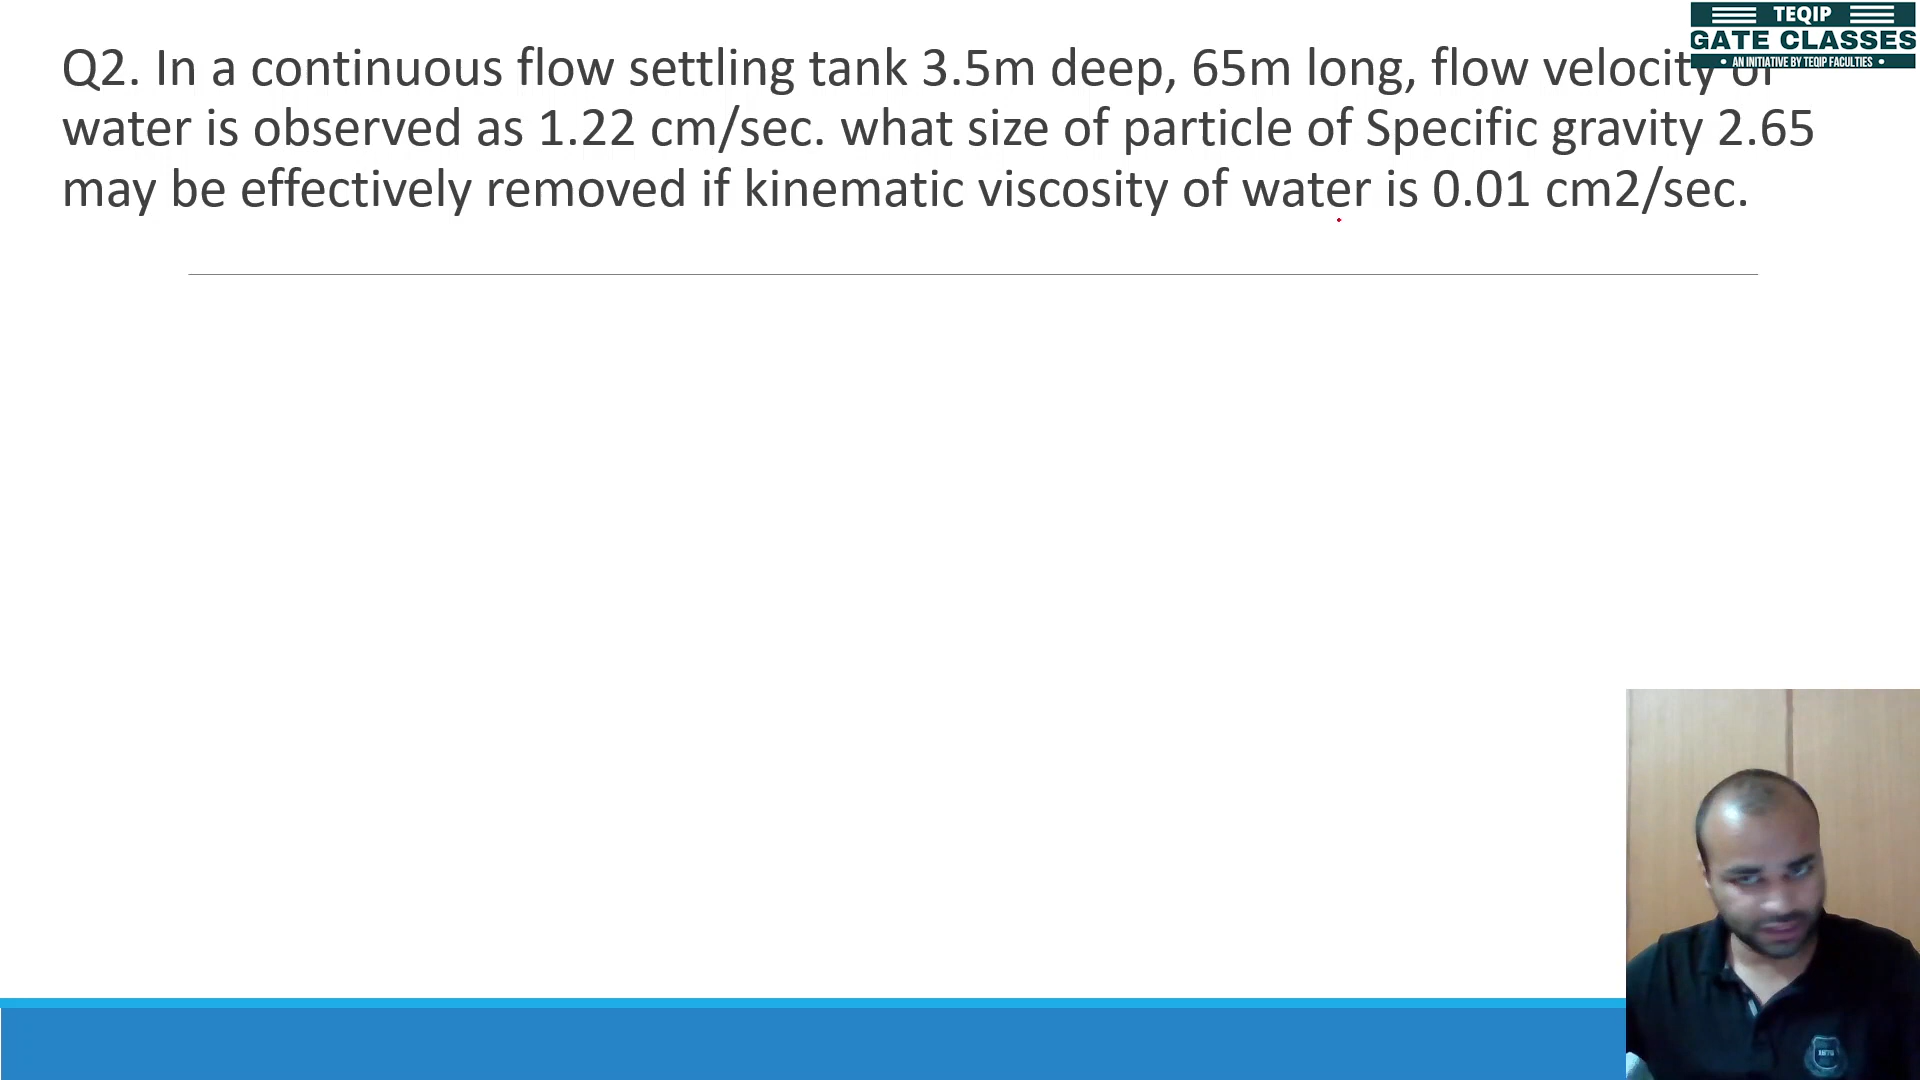 TEQIP
GATE CLASSES
• AN INITIATIVE BY TEQIP FACULTIES •
Q2. In a continuous flow settling tank 3.5m deep, 65m long, flow velocity of
water is observed as 1.22 cm/sec. what size of particle of Specific gravity 2.65
may be effectively removed if kinematic viscosity of water is 0.01 cm2/sec.